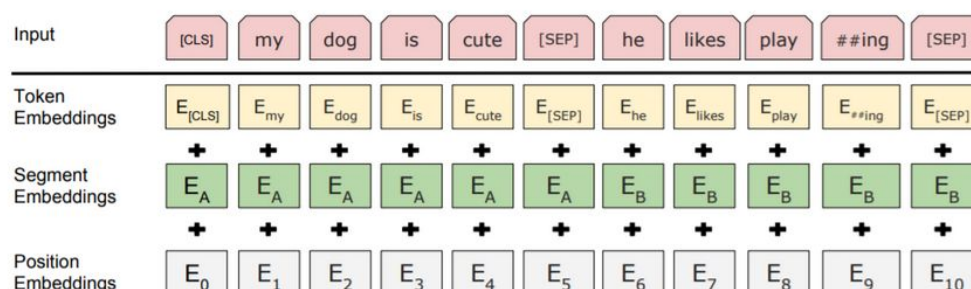 Input [CLS] my dog is cute [SEP] he likes play ##ing [SEP]
Token
Embeddings
E[CLS] Emy Edog Eis Ecute E[SEP] Ehe Elikes Eplay E##ing E[SEP]
+ + + + + + + + + + +
Segment
Embeddings
EA EA EA EA EA EA EB EB EB EB EB
+ + + + + + + + + + +
Position
Embeddings
E0 E1 E2 E3 E4 E5 E6 E7 E8 E9 E10